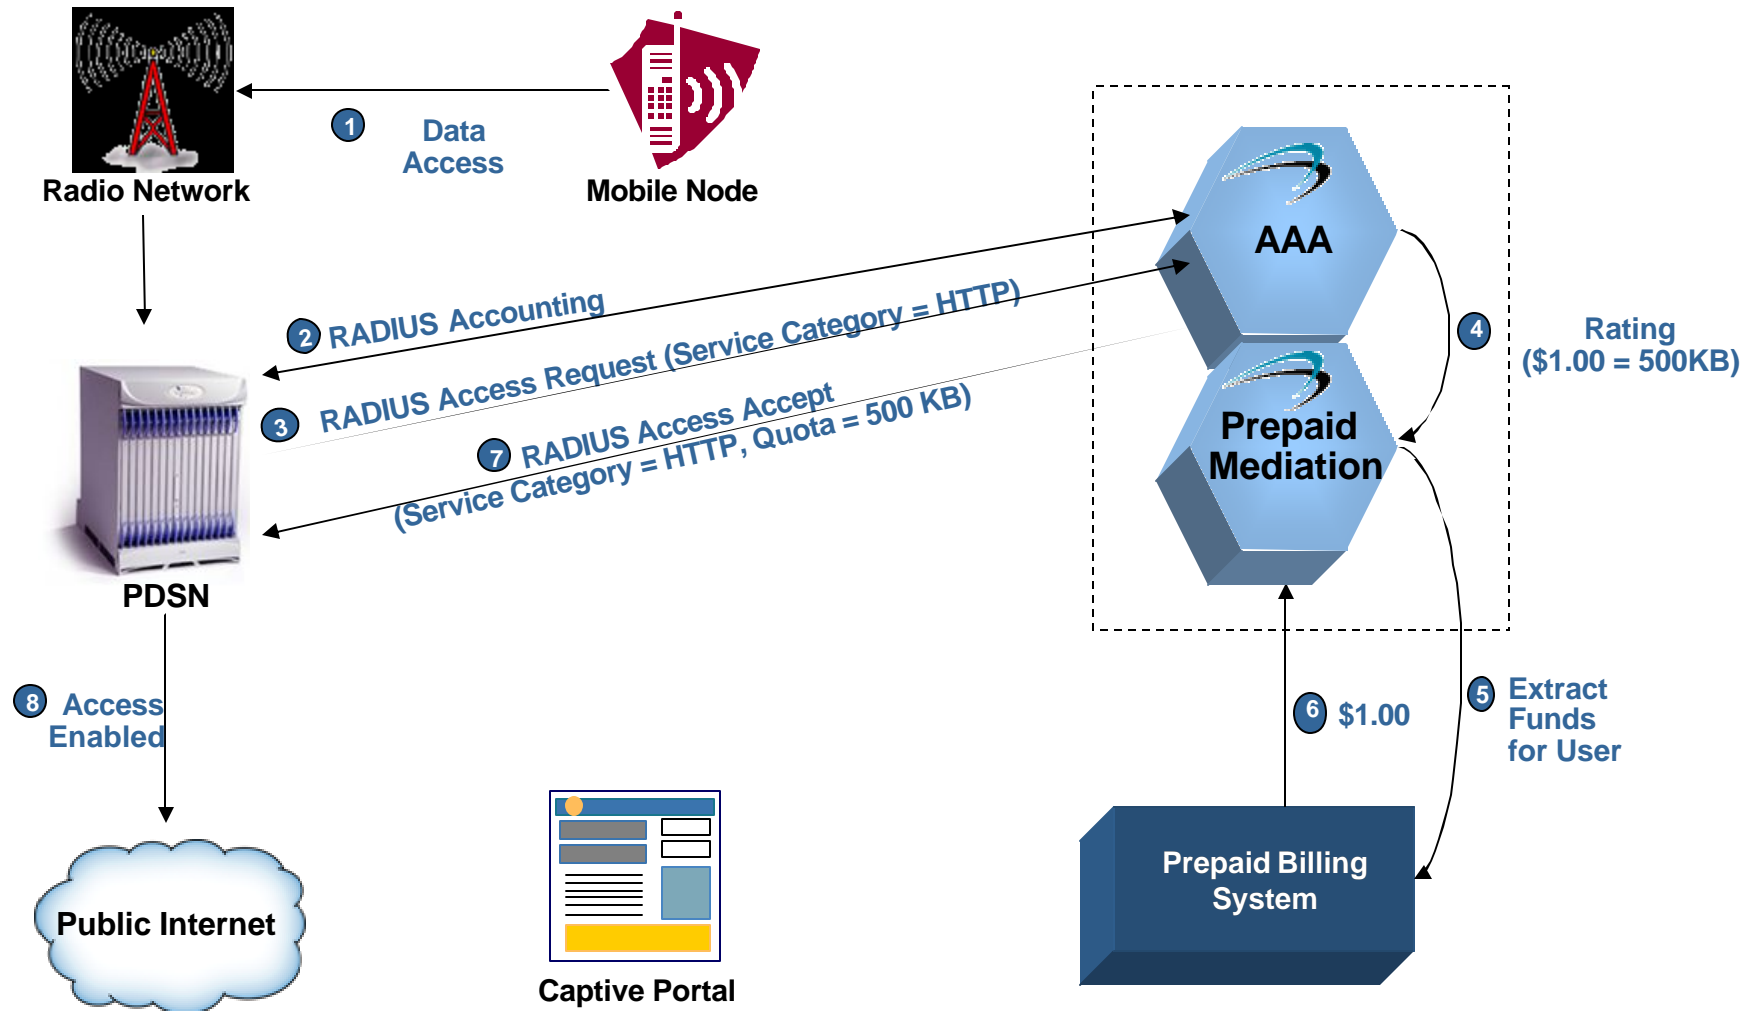 1
Data
Access
Radio Network
Mobile Node
AAA
2 RADIUS Accounting
3 RADIUS Access Request (Service Category = HTTP)
4
Rating
($1.00 = 500KB)
7 RADIUS Access Accept
(Service Category = HTTP, Quota = 500 KB)
Prepaid
Mediation
PDSN
8 Access
Enabled
6 $1.00
5 Extract
Funds
for User
Prepaid Billing
System
Public Internet
Captive Portal